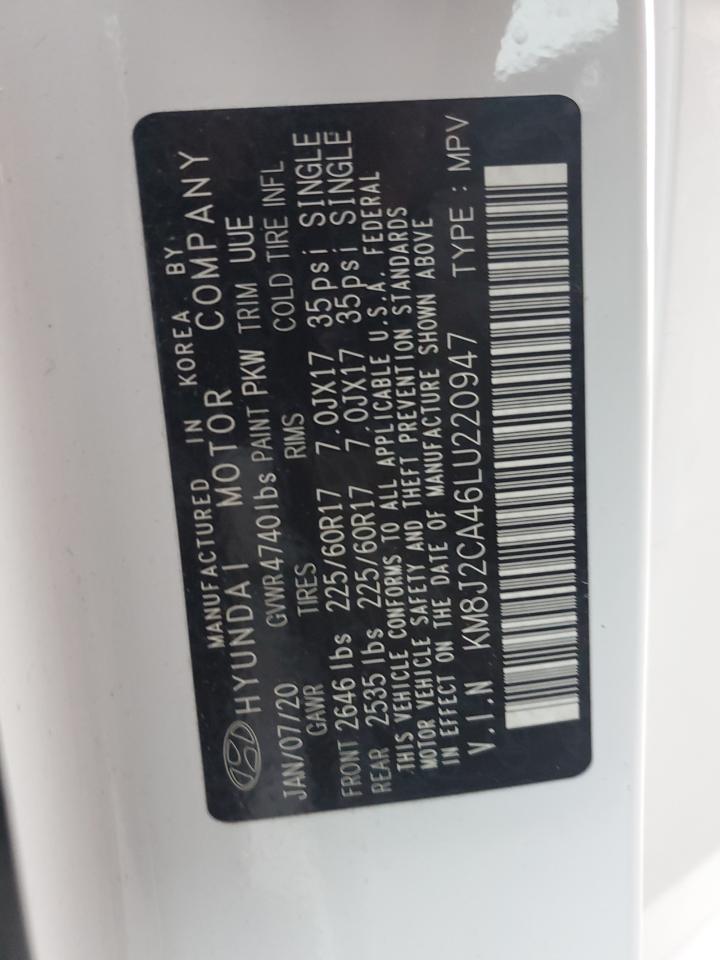 MANUFACTURED IN KOREA BY
HYUNDAI MOTOR COMPANY
JAN/07/20 GVWR 4740lbs PAINT PKW TRIM UUE
GAWR TIRES RIMS COLD TIRE INFL
FRONT 2646 lbs 225/60R17 7.0JX17 35psi SINGLE
REAR 2535 lbs 225/60R17 7.0JX17 35psi SINGLE
THIS VEHICLE CONFORMS TO ALL APPLICABLE U.S.A. FEDERAL
MOTOR VEHICLE SAFETY AND THEFT PREVENTION STANDARDS
IN EFFECT ON THE DATE OF MANUFACTURE SHOWN ABOVE
V.I.N KM8J2CA46LU220947 TYPE : MPV